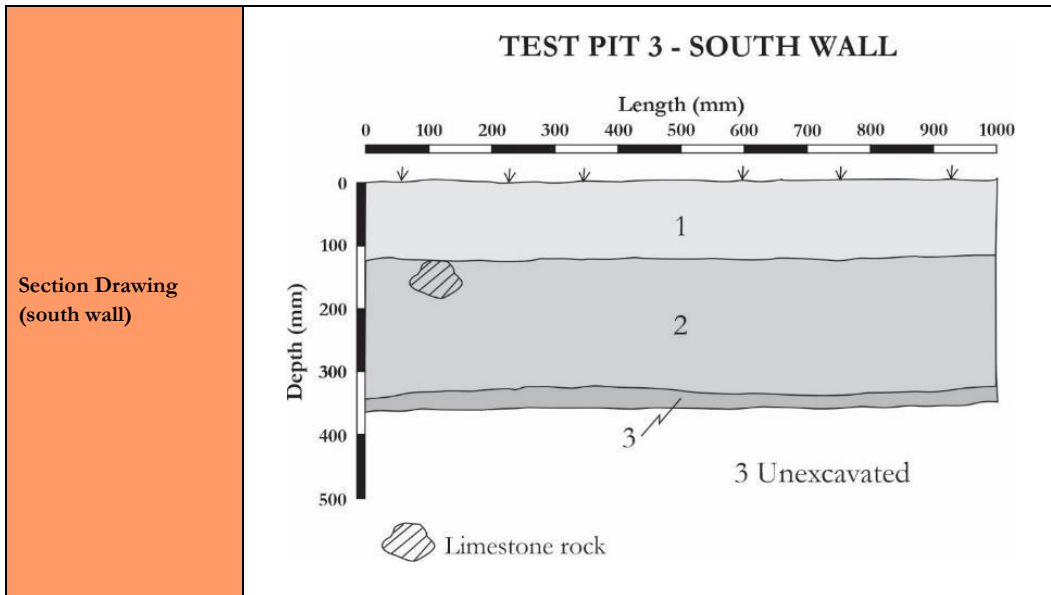 Section Drawing
(south wall)
TEST PIT 3 - SOUTH WALL
Length (mm)
0 100 200 300 400 500 600 700 800 900 1000
Depth (mm)
0
100
200
300
400
500
1
2
3
3 Unexcavated
Limestone rock